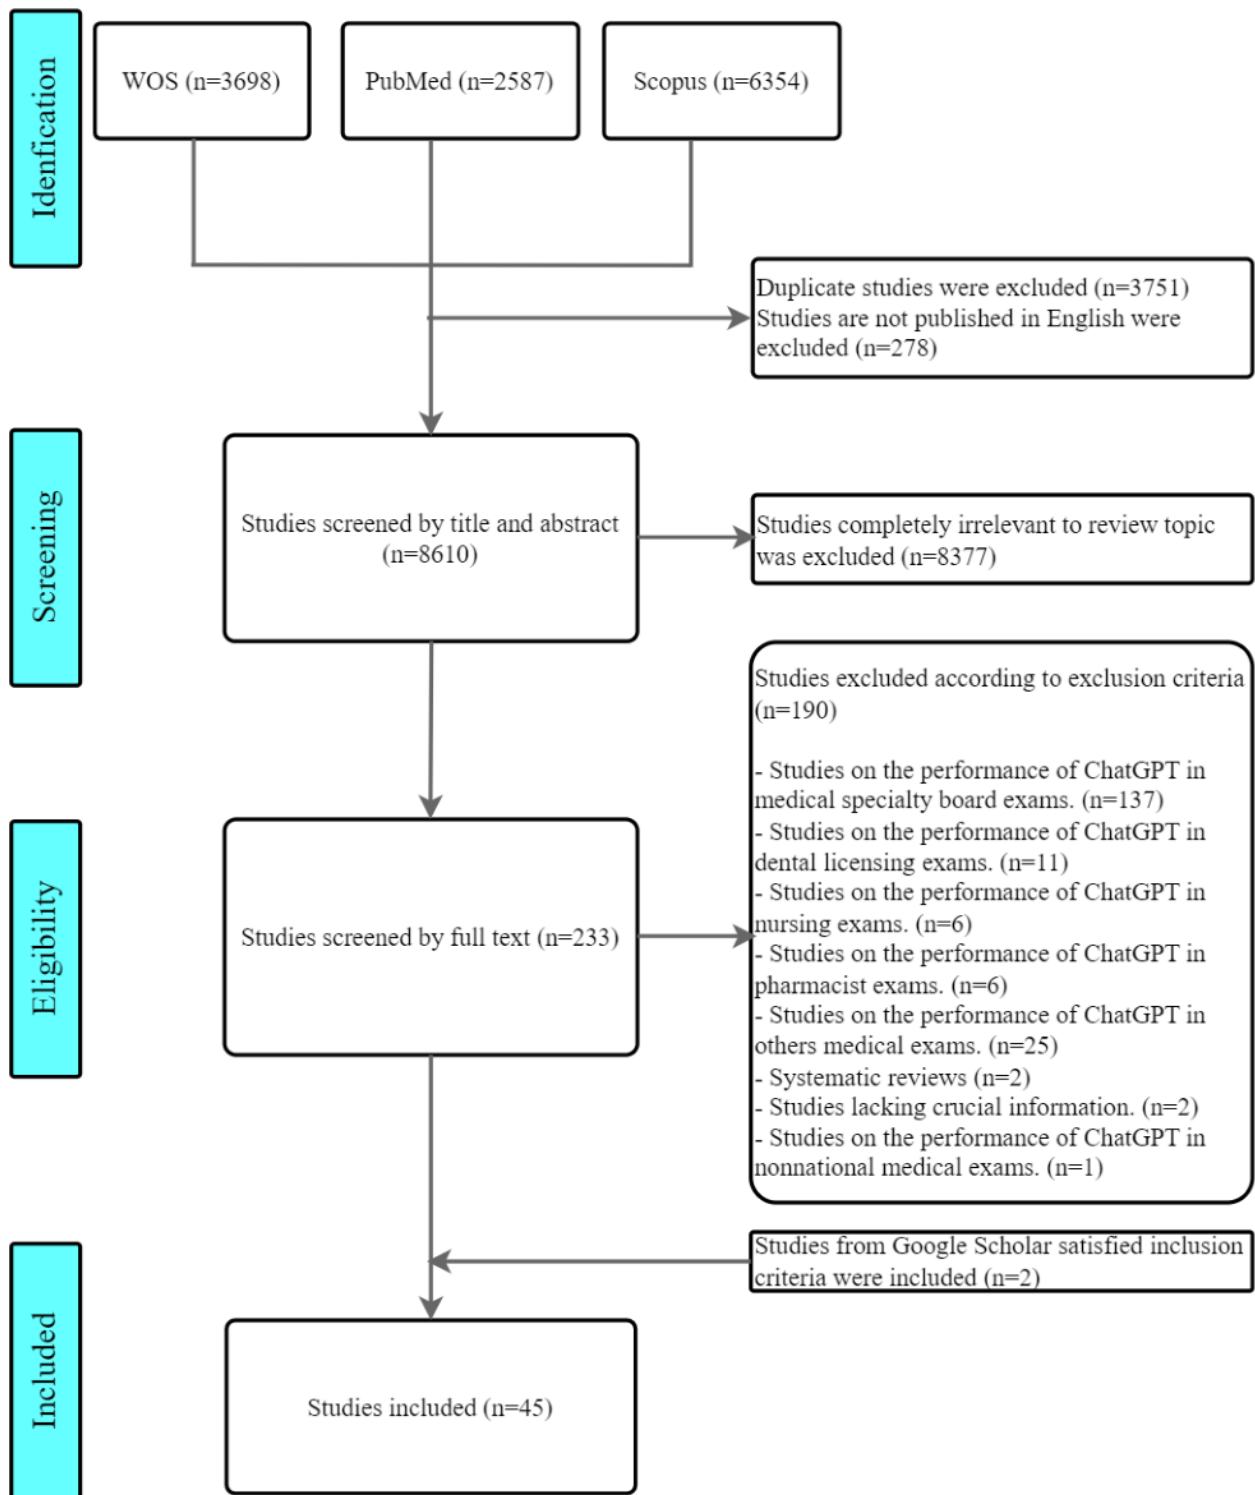 Idenfication
WOS (n=3698)
PubMed (n=2587)
Scopus (n=6354)
Duplicate studies were excluded (n=3751)
Studies are not published in English were
excluded (n=278)
Screening
Studies screened by title and abstract
(n=8610)
Studies completely irrelevant to review topic
was excluded (n=8377)
Eligibility
Studies screened by full text (n=233)
Studies excluded according to exclusion criteria
(n=190)
- Studies on the performance of ChatGPT in
medical specialty board exams. (n=137)
- Studies on the performance of ChatGPT in
dental licensing exams. (n=11)
- Studies on the performance of ChatGPT in
nursing exams. (n=6)
- Studies on the performance of ChatGPT in
pharmacist exams. (n=6)
- Studies on the performance of ChatGPT in
others medical exams. (n=25)
- Systematic reviews (n=2)
- Studies lacking crucial information. (n=2)
- Studies on the performance of ChatGPT in
nonnational medical exams. (n=1)
Studies from Google Scholar satisfied inclusion
criteria were included (n=2)
Included
Studies included (n=45)